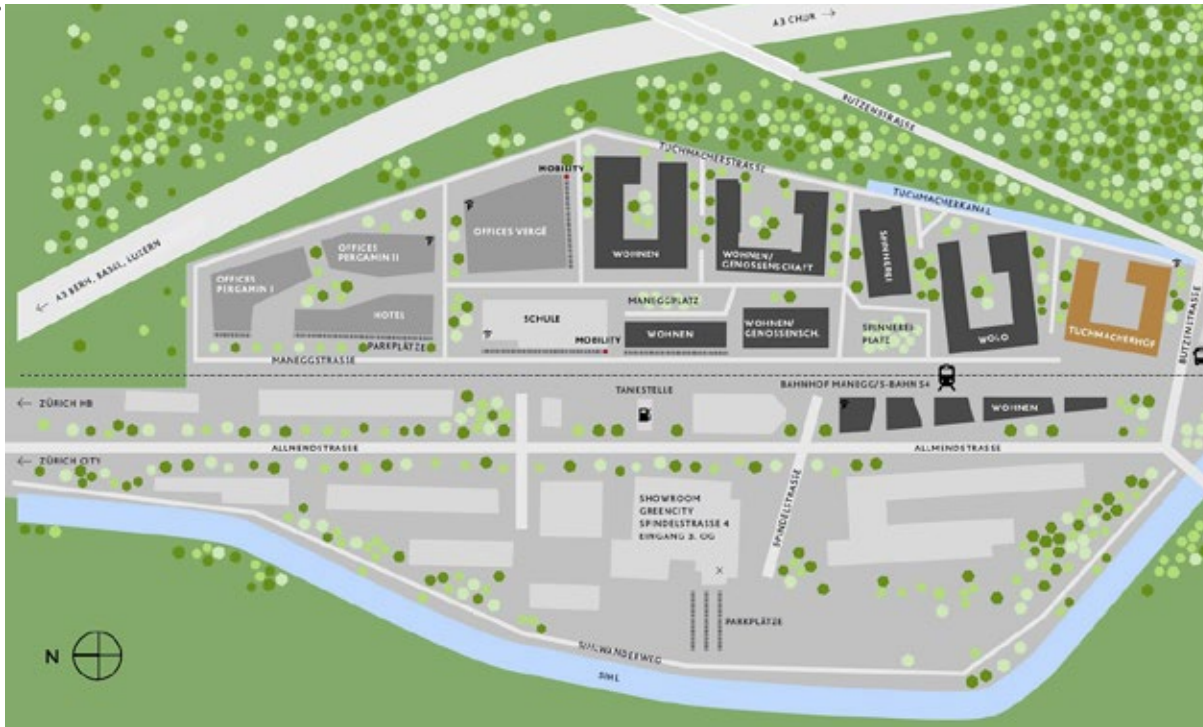 A3 CHUR →
BUTZENSTRASSE
TUCHMACHERSTRASSE
MOBILITY
TUCHMACHERKANAL
OFFICES VERGÉ
SPINNEREI
OFFICES
PERGAMIN II
← A3 BERN, BASEL, LUZERN
WOHNEN
WOHNEN/
GENOSSENSCHAFT
OFFICES
PERGAMIN I
MANEGGPLATZ
HOTEL
SCHULE
WOHNEN
WOHNEN/
GENOSSENSCH.
SPINNEREI
PLATZ
WOLO
TUCHMACHERHOF
BUTZENSTRASSE
PARKPLÄTZE
MOBILITY
MANEGGSTRASSE
BAHNHOF MANEGG/S-BAHN S4
TANKSTELLE
← ZÜRICH HB
WOHNEN
ALLMENDSTRASSE
ALLMENDSTRASSE
← ZÜRICH CITY
SPINDELSTRASSE
SHOWROOM
GREENCITY
SPINDELSTRASSE 4
EINGANG 3. OG
PARKPLÄTZE
SIHLWANDERWEG
SIHL
N